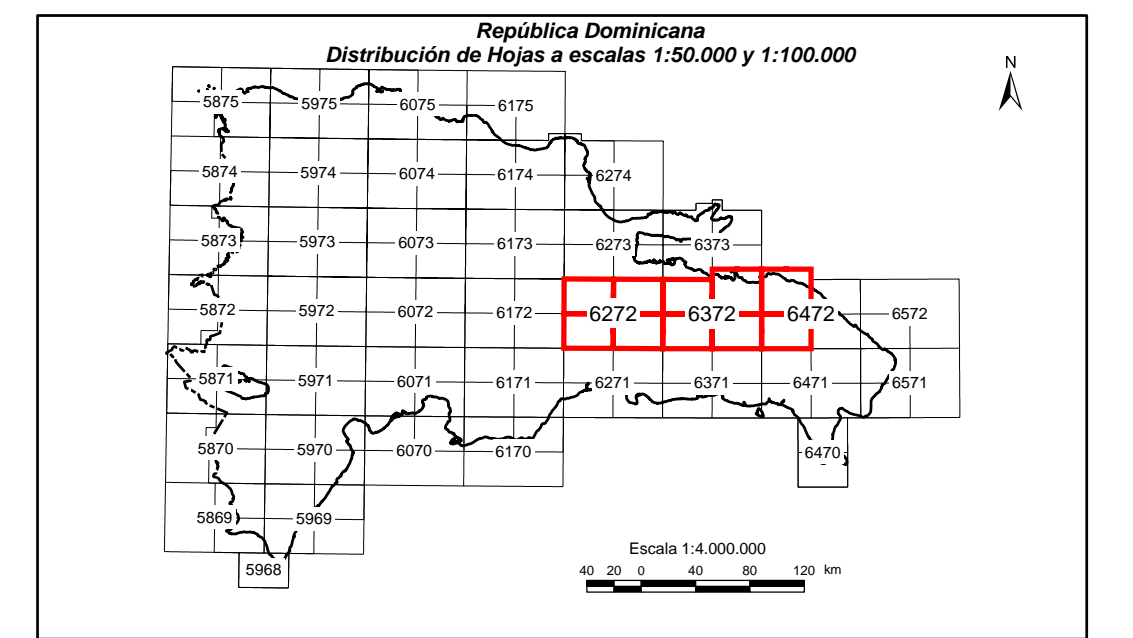 República Dominicana
Distribución de Hojas a escalas 1:50.000 y 1:100.000
N
5875 5975 6075 6175
5874 5974 6074 6174 6274
5873 5973 6073 6173 6273 6373
5872 5972 6072 6172 6272 6372 6472 6572
5871 5971 6071 6171 6271 6371 6471 6571
5870 5970 6070 6170 6470
5869 5969
5968
Escala 1:4.000.000
40 20 0 40 80 120 km